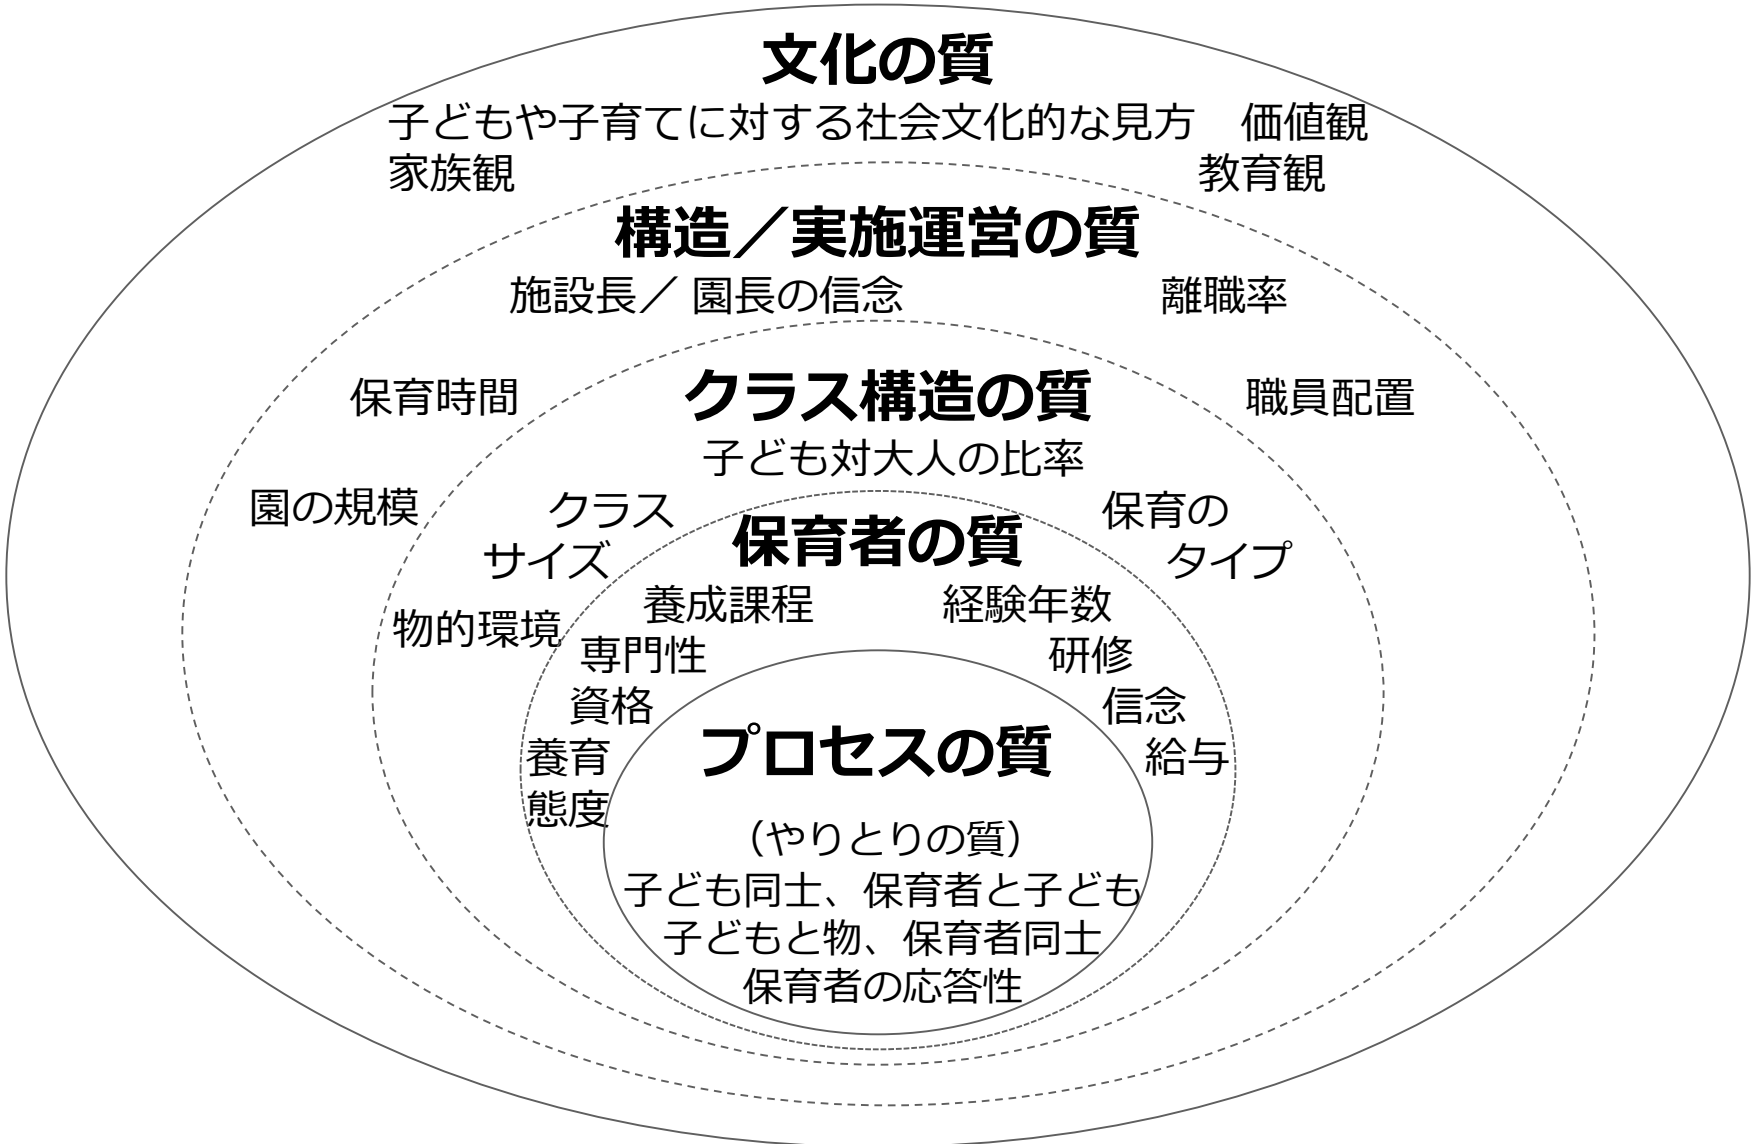 文化の質
子どもや子育てに対する社会文化的な見方　価値観
家族観　教育観
構造／実施運営の質
施設長／ 園長の信念　離職率
保育時間　職員配置
クラス構造の質
子ども対大人の比率
園の規模
クラス　保育の
サイズ　タイプ
保育者の質
養成課程　経験年数
物的環境
専門性　研修
資格　信念
養育　給与
態度
プロセスの質
（やりとりの質）
子ども同士、保育者と子ども
子どもと物、保育者同士
保育者の応答性